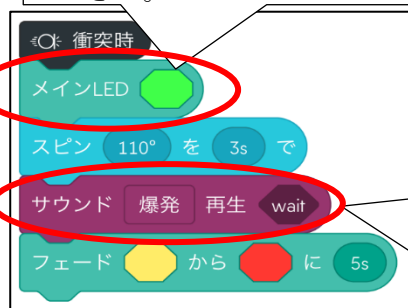 衝突時
メインLED
スピン 110° を 3s で
サウンド 爆発 再生 wait
フェード から に 5s